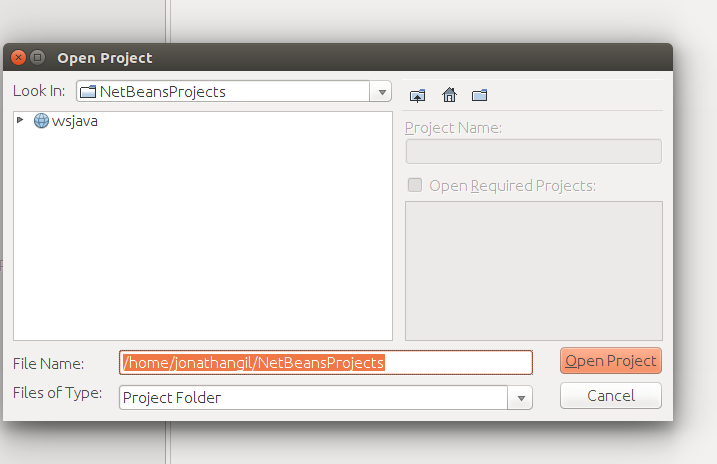 Open Project
Look In: NetBeansProjects
wsjava
Project Name:
Open Required Projects:
File Name: /home/jonathangil/NetBeansProjects Open Project
Files of Type: Project Folder Cancel